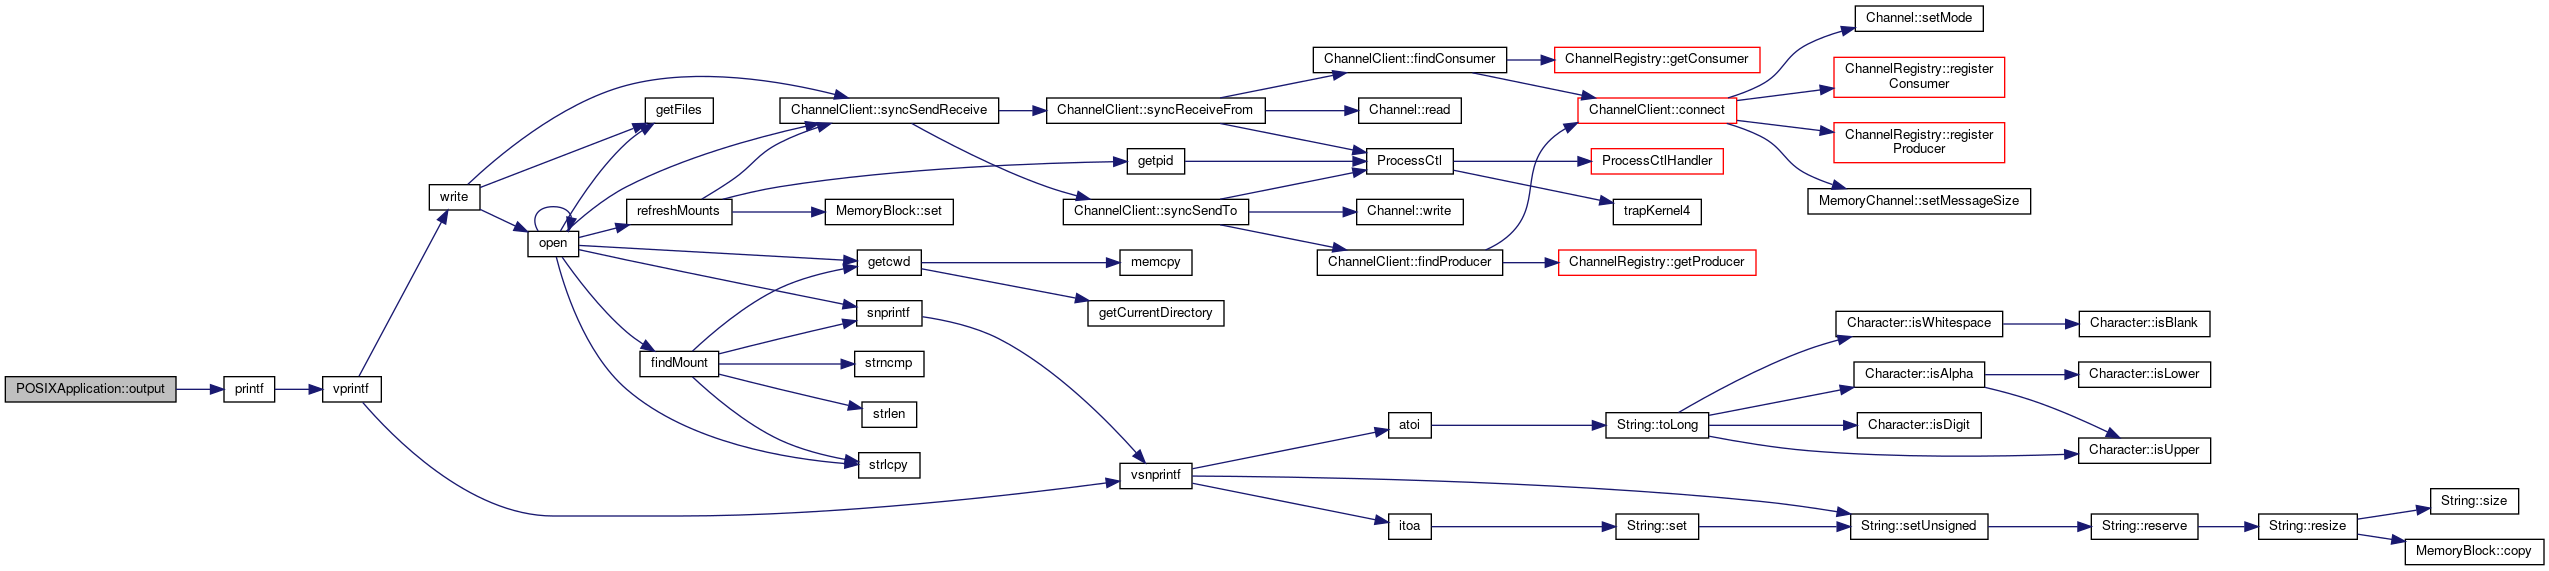 POSIXApplication::output
printf
vprintf
write
open
getFiles
refreshMounts
findMount
ChannelClient::syncSendReceive
MemoryBlock::set
getcwd
snprintf
strncmp
strlen
strlcpy
ChannelClient::syncReceiveFrom
getpid
ChannelClient::syncSendTo
memcpy
getCurrentDirectory
vsnprintf
ChannelClient::findConsumer
Channel::read
ProcessCtl
Channel::write
ChannelClient::findProducer
atoi
itoa
ChannelRegistry::getConsumer
ChannelClient::connect
ProcessCtlHandler
trapKernel4
ChannelRegistry::getProducer
String::toLong
String::set
Channel::setMode
ChannelRegistry::register
Consumer
ChannelRegistry::register
Producer
MemoryChannel::setMessageSize
Character::isWhitespace
Character::isAlpha
Character::isDigit
String::setUnsigned
Character::isBlank
Character::isLower
Character::isUpper
String::reserve
String::resize
String::size
MemoryBlock::copy